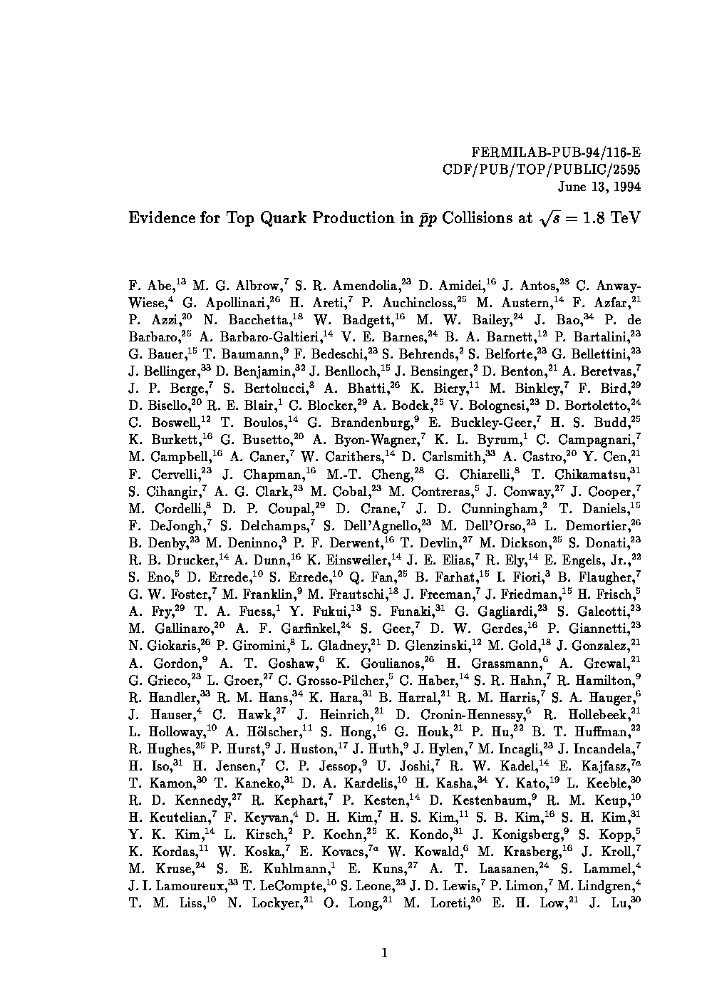 FERMILAB-PUB-94/116-E
CDF/PUB/TOP/PUBLIC/2595
June 13, 1994
Evidence for Top Quark Production in p̄p Collisions at √s = 1.8 TeV
F. Abe,¹³ M. G. Albrow,⁷ S. R. Amendolia,²³ D. Amidei,¹⁶ J. Antos,²⁸ C. Anway-
Wiese,⁴ G. Apollinari,²⁶ H. Areti,⁷ P. Auchincloss,²⁵ M. Austern,¹⁴ F. Azfar,²¹
P. Azzi,²⁰ N. Bacchetta,¹⁸ W. Badgett,¹⁶ M. W. Bailey,²⁴ J. Bao,³⁴ P. de
Barbaro,²⁵ A. Barbaro-Galtieri,¹⁴ V. E. Barnes,²⁴ B. A. Barnett,¹² P. Bartalini,²³
G. Bauer,¹⁵ T. Baumann,⁹ F. Bedeschi,²³ S. Behrends,² S. Belforte,²³ G. Bellettini,²³
J. Bellinger,³³ D. Benjamin,³² J. Benlloch,¹⁵ J. Bensinger,² D. Benton,²¹ A. Beretvas,⁷
J. P. Berge,⁷ S. Bertolucci,⁸ A. Bhatti,²⁶ K. Biery,¹¹ M. Binkley,⁷ F. Bird,²⁹
D. Bisello,²⁰ R. E. Blair,¹ C. Blocker,²⁹ A. Bodek,²⁵ V. Bolognesi,²³ D. Bortoletto,²⁴
C. Boswell,¹² T. Boulos,¹⁴ G. Brandenburg,⁹ E. Buckley-Geer,⁷ H. S. Budd,²⁵
K. Burkett,¹⁶ G. Busetto,²⁰ A. Byon-Wagner,⁷ K. L. Byrum,¹ C. Campagnari,⁷
M. Campbell,¹⁶ A. Caner,⁷ W. Carithers,¹⁴ D. Carlsmith,³³ A. Castro,²⁰ Y. Cen,²¹
F. Cervelli,²³ J. Chapman,¹⁶ M.-T. Cheng,²⁸ G. Chiarelli,⁸ T. Chikamatsu,³¹
S. Cihangir,⁷ A. G. Clark,²³ M. Cobal,²³ M. Contreras,⁵ J. Conway,²⁷ J. Cooper,⁷
M. Cordelli,⁸ D. P. Coupal,²⁹ D. Crane,⁷ J. D. Cunningham,² T. Daniels,¹⁵
F. DeJongh,⁷ S. Delchamps,⁷ S. Dell'Agnello,²³ M. Dell'Orso,²³ L. Demortier,²⁶
B. Denby,²³ M. Deninno,³ P. F. Derwent,¹⁶ T. Devlin,²⁷ M. Dickson,²⁵ S. Donati,²³
R. B. Drucker,¹⁴ A. Dunn,¹⁶ K. Einsweiler,¹⁴ J. E. Elias,⁷ R. Ely,¹⁴ E. Engels, Jr.,²²
S. Eno,⁵ D. Errede,¹⁰ S. Errede,¹⁰ Q. Fan,²⁵ B. Farhat,¹⁵ I. Fiori,³ B. Flaugher,⁷
G. W. Foster,⁷ M. Franklin,⁹ M. Frautschi,¹⁸ J. Freeman,⁷ J. Friedman,¹⁵ H. Frisch,⁵
A. Fry,²⁹ T. A. Fuess,¹ Y. Fukui,¹³ S. Funaki,³¹ G. Gagliardi,²³ S. Galeotti,²³
M. Gallinaro,²⁰ A. F. Garfinkel,²⁴ S. Geer,⁷ D. W. Gerdes,¹⁶ P. Giannetti,²³
N. Giokaris,²⁶ P. Giromini,⁸ L. Gladney,²¹ D. Glenzinski,¹² M. Gold,¹⁸ J. Gonzalez,²¹
A. Gordon,⁹ A. T. Goshaw,⁶ K. Goulianos,²⁶ H. Grassmann,⁶ A. Grewal,²¹
G. Grieco,²³ L. Groer,²⁷ C. Grosso-Pilcher,⁵ C. Haber,¹⁴ S. R. Hahn,⁷ R. Hamilton,⁹
R. Handler,³³ R. M. Hans,³⁴ K. Hara,³¹ B. Harral,²¹ R. M. Harris,⁷ S. A. Hauger,⁶
J. Hauser,⁴ C. Hawk,²⁷ J. Heinrich,²¹ D. Cronin-Hennessy,⁶ R. Hollebeek,²¹
L. Holloway,¹⁰ A. Hölscher,¹¹ S. Hong,¹⁶ G. Houk,²¹ P. Hu,²² B. T. Huffman,²²
R. Hughes,²⁵ P. Hurst,⁹ J. Huston,¹⁷ J. Huth,⁹ J. Hylen,⁷ M. Incagli,²³ J. Incandela,⁷
H. Iso,³¹ H. Jensen,⁷ C. P. Jessop,⁹ U. Joshi,⁷ R. W. Kadel,¹⁴ E. Kajfasz,⁷ᵃ
T. Kamon,³⁰ T. Kaneko,³¹ D. A. Kardelis,¹⁰ H. Kasha,³⁴ Y. Kato,¹⁹ L. Keeble,³⁰
R. D. Kennedy,²⁷ R. Kephart,⁷ P. Kesten,¹⁴ D. Kestenbaum,⁹ R. M. Keup,¹⁰
H. Keutelian,⁷ F. Keyvan,⁴ D. H. Kim,⁷ H. S. Kim,¹¹ S. B. Kim,¹⁶ S. H. Kim,³¹
Y. K. Kim,¹⁴ L. Kirsch,² P. Koehn,²⁵ K. Kondo,³¹ J. Konigsberg,⁹ S. Kopp,⁵
K. Kordas,¹¹ W. Koska,⁷ E. Kovacs,⁷ᵃ W. Kowald,⁶ M. Krasberg,¹⁶ J. Kroll,⁷
M. Kruse,²⁴ S. E. Kuhlmann,¹ E. Kuns,²⁷ A. T. Laasanen,²⁴ S. Lammel,⁴
J. I. Lamoureux,³³ T. LeCompte,¹⁰ S. Leone,²³ J. D. Lewis,⁷ P. Limon,⁷ M. Lindgren,⁴
T. M. Liss,¹⁰ N. Lockyer,²¹ O. Long,²¹ M. Loreti,²⁰ E. H. Low,²¹ J. Lu,³⁰
1